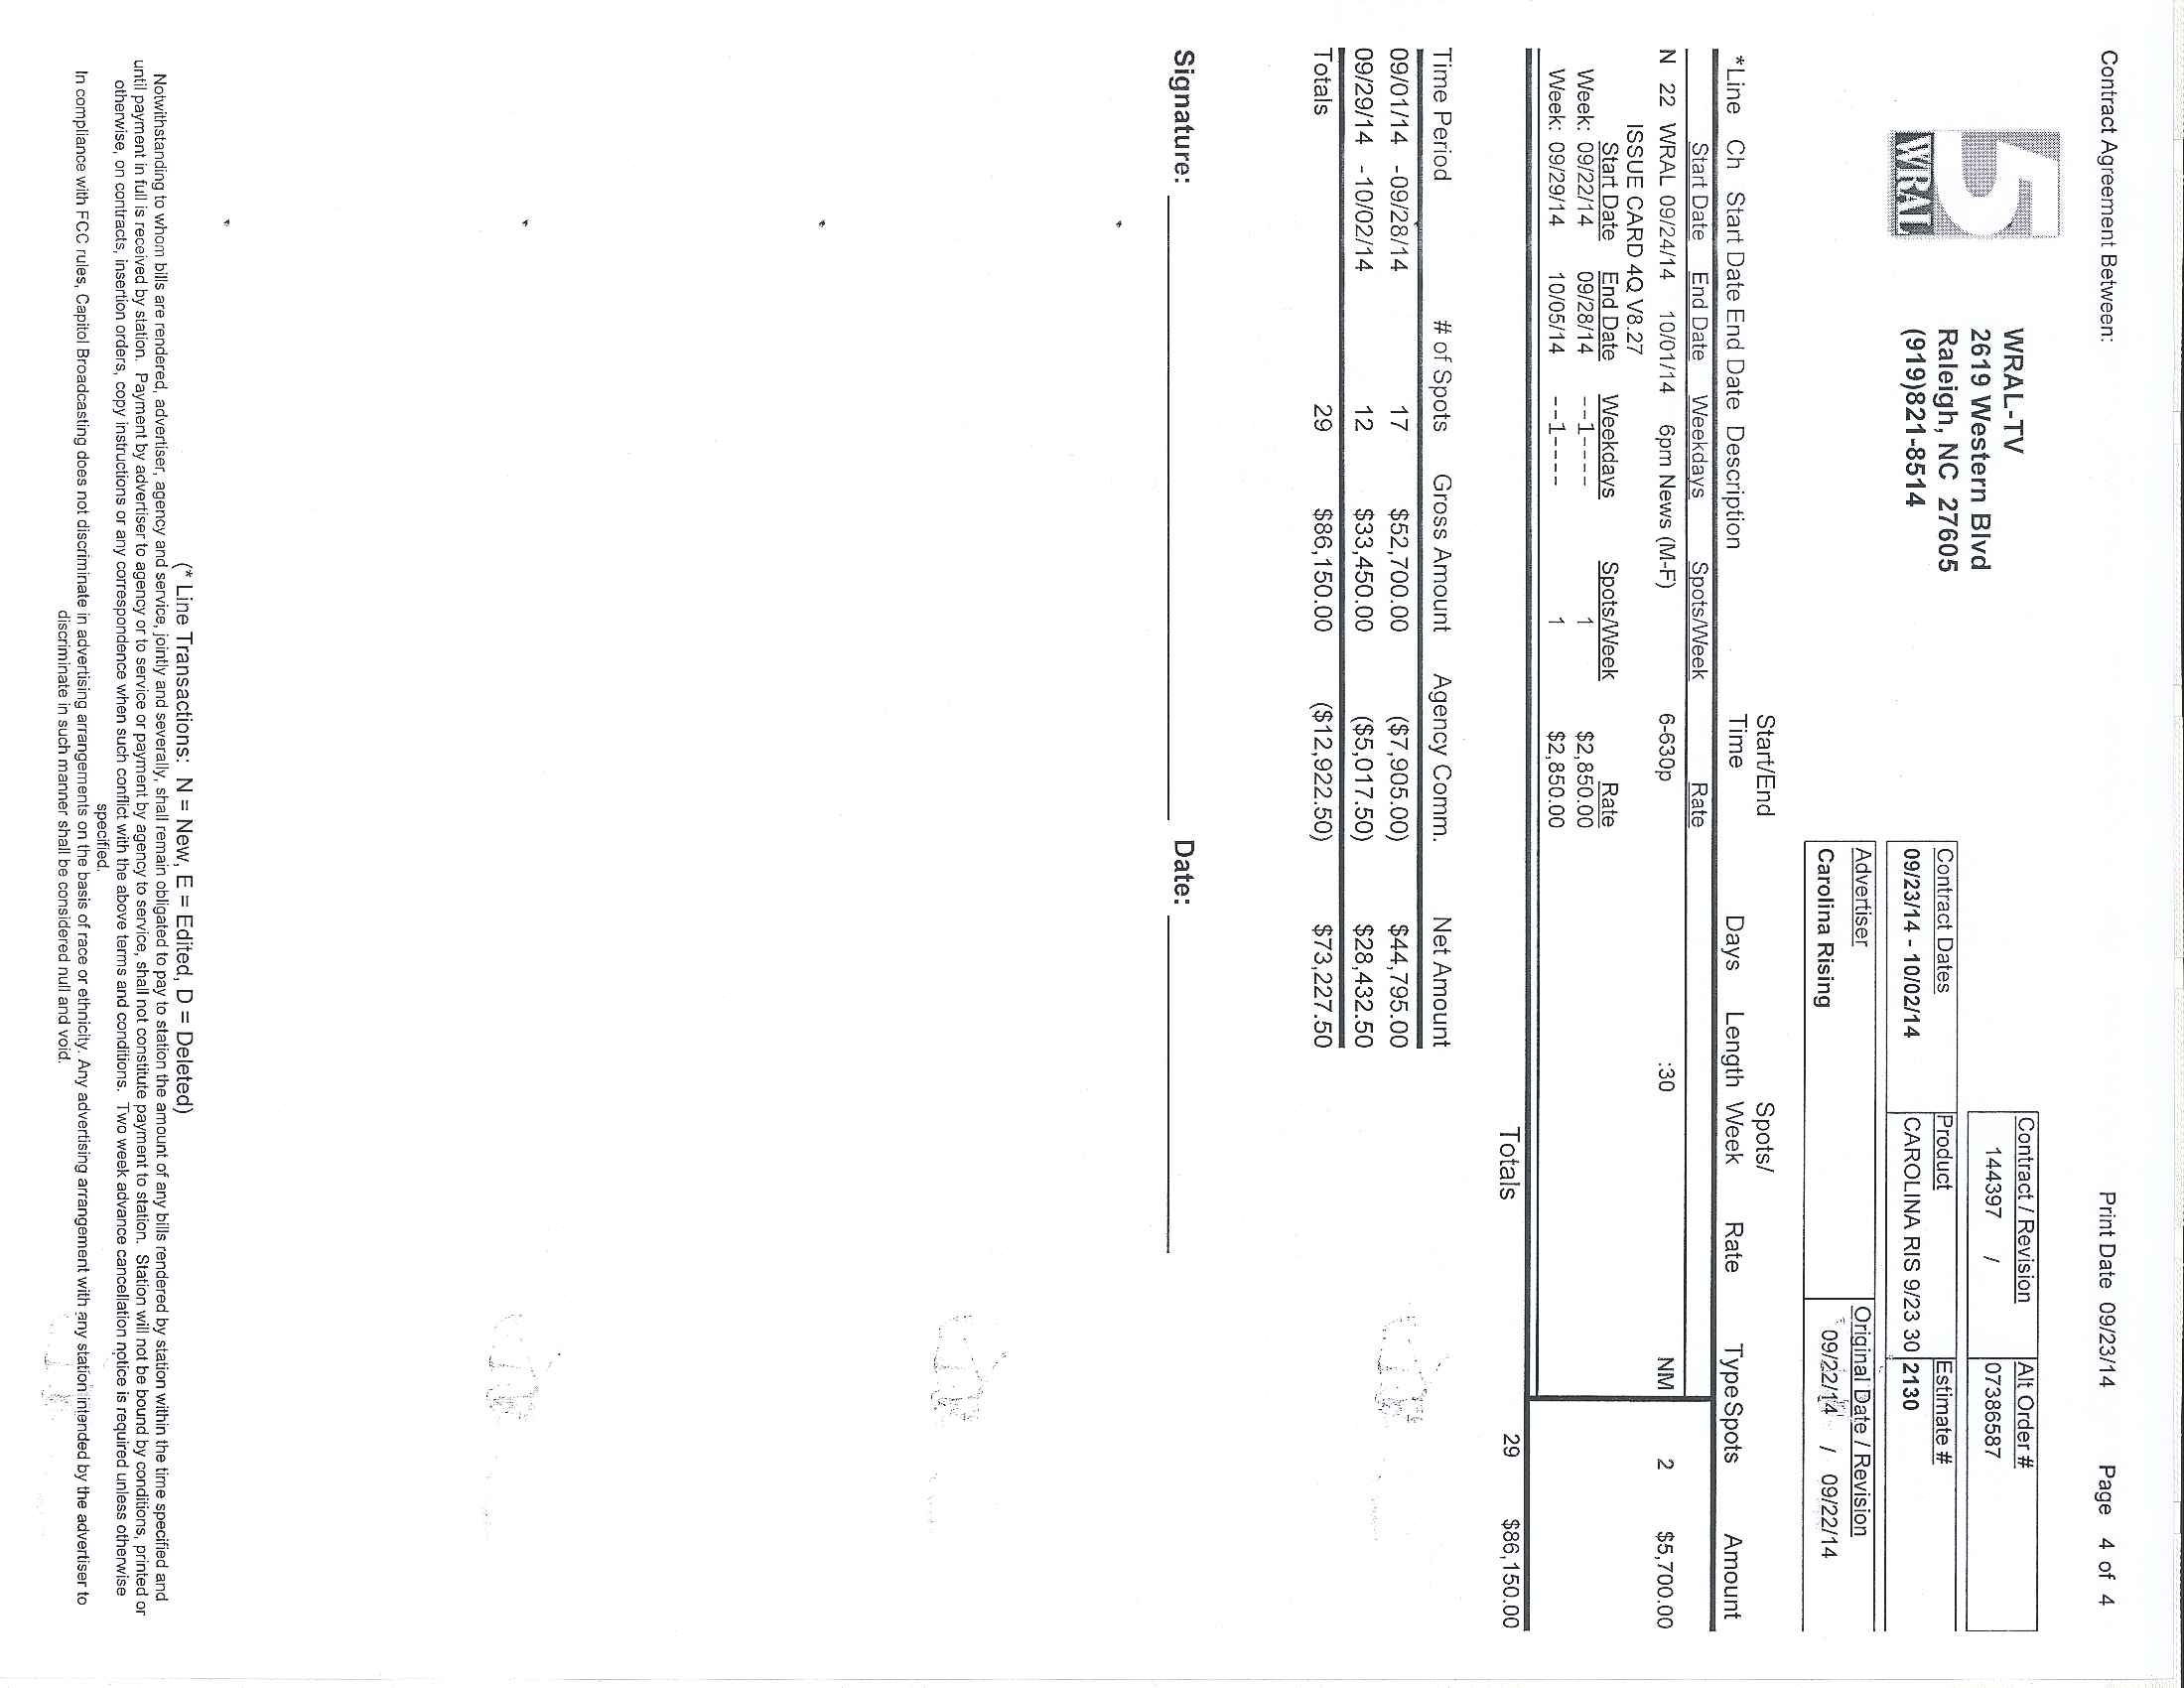 Contract Agreement Between:
Print Date 09/23/14 Page 4 of 4
5
WRAL
WRAL-TV
2619 Western Blvd
Raleigh, NC 27605
(919)821-8514
Contract / Revision Alt Order #
144397 / 07386587
Contract Dates Product Estimate #
09/23/14 - 10/02/14 CAROLINA RIS 9/23 30 2130
Advertiser Original Date / Revision
Carolina Rising 09/22/14 / 09/22/14
Start/End Spots/
*Line Ch Start Date End Date Description Time Days Length Week Rate Type Spots Amount
Start Date End Date Weekdays Spots/Week Rate
N 22 WRAL 09/24/14 10/01/14 6pm News (M-F) 6-630p :30 NM 2 $5,700.00
ISSUE CARD 4Q V8.27
Start Date End Date Weekdays Spots/Week Rate
Week: 09/22/14 09/28/14 --1---- 1 $2,850.00
Week: 09/29/14 10/05/14 --1---- 1 $2,850.00
Totals 29 $86,150.00
Time Period # of Spots Gross Amount Agency Comm. Net Amount
09/01/14 -09/28/14 17 $52,700.00 ($7,905.00) $44,795.00
09/29/14 -10/02/14 12 $33,450.00 ($5,017.50) $28,432.50
Totals 29 $86,150.00 ($12,922.50) $73,227.50
Signature: Date:
(* Line Transactions: N = New, E = Edited, D = Deleted)
Notwithstanding to whom bills are rendered, advertiser, agency and service, jointly and severally, shall remain obligated to pay to station the amount of any bills rendered by station within the time specified and
until payment in full is received by station. Payment by advertiser to agency or to service or payment by agency to service, shall not constitute payment to station. Station will not be bound by conditions, printed or
otherwise, on contracts, insertion orders, copy instructions or any correspondence when such conflict with the above terms and conditions. Two week advance cancellation notice is required unless otherwise
specified.
In compliance with FCC rules, Capitol Broadcasting does not discriminate in advertising arrangements on the basis of race or ethnicity. Any advertising arrangement with any station intended by the advertiser to
discriminate in such manner shall be considered null and void.